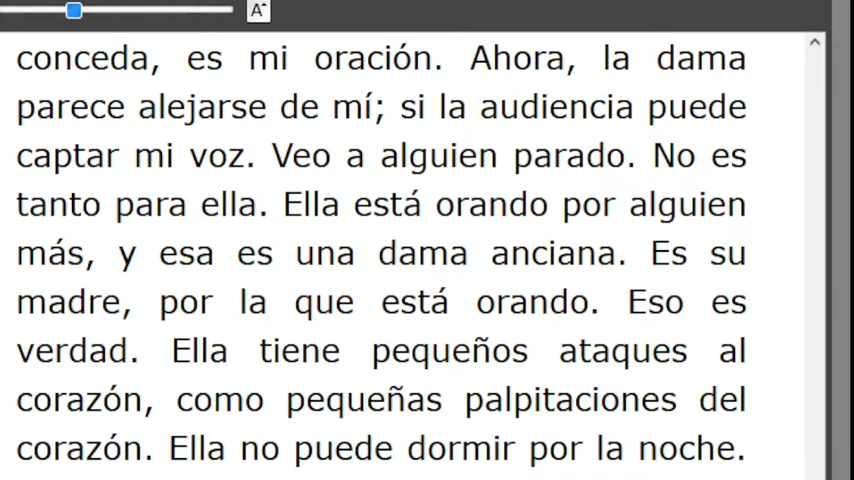 A
conceda, es mi oración. Ahora, la dama
parece alejarse de mí; si la audiencia puede
captar mi voz. Veo a alguien parado. No es
tanto para ella. Ella está orando por alguien
más, y esa es una dama anciana. Es su
madre, por la que está orando. Eso es
verdad. Ella tiene pequeños ataques al
corazón, como pequeñas palpitaciones del
corazón. Ella no puede dormir por la noche.